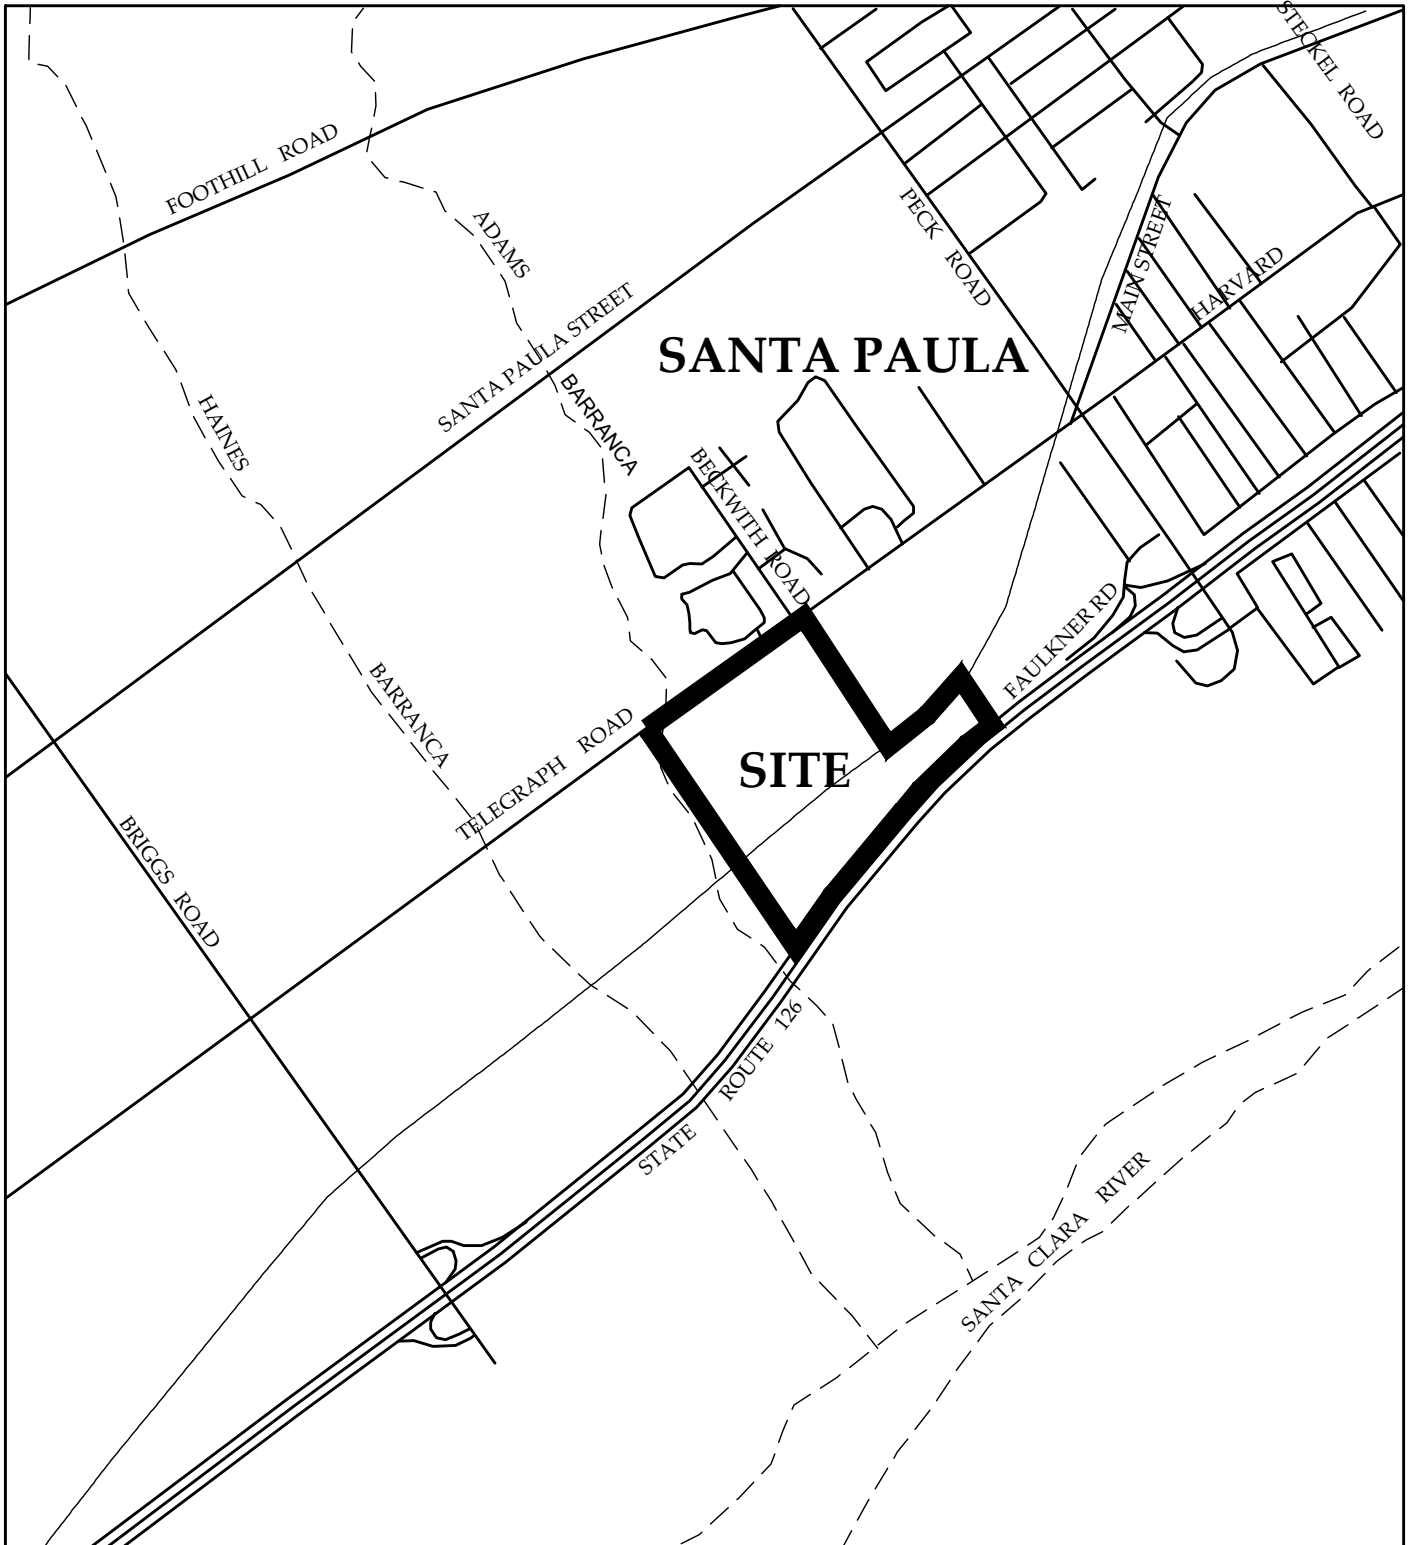 STECKEL ROAD
FOOTHILL ROAD
PECK ROAD
MAIN STREET
ADAMS
BARRANCA
HARVARD
SANTA PAULA STREET
SANTA PAULA
HAINES
BARRANCA
BECKWITH ROAD
FAULKNER RD
TELEGRAPH ROAD
SITE
BRIGGS ROAD
STATE ROUTE 126
SANTA CLARA RIVER